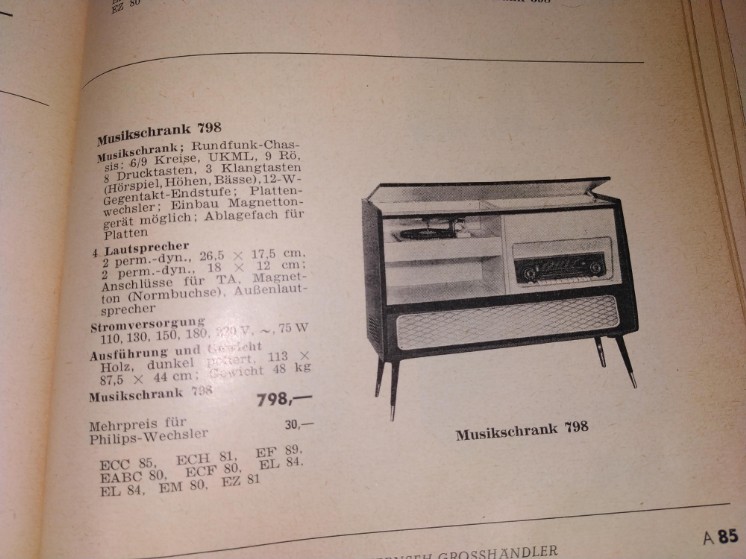 EZ 80
Musikschrank 798
Musikschrank; Rundfunk-Chas-
sis: 6/9 Kreise, UKML, 9 Rö,
8 Drucktasten, 3 Klangtasten
(Hörspiel, Höhen, Bässe), 12-W-
Gegentakt-Endstufe; Platten-
wechsler; Einbau Magnetton-
gerät möglich; Ablagefach für
Platten
4 Lautsprecher
2 perm.-dyn., 26,5 × 17,5 cm,
2 perm.-dyn., 18 × 12 cm;
Anschlüsse für TA, Magnet-
ton (Normbuchse), Außenlaut-
sprecher
Stromversorgung
110, 130, 150, 180, 220 V, ~, 75 W
Ausführung und Gewicht
Holz, dunkel poliert, 113 ×
87,5 × 44 cm; Gewicht 48 kg
Musikschrank 798
798,—
Mehrpreis für
Philips-Wechsler 30,—
ECC 85, ECH 81, EF 89,
EABC 80, ECF 80, EL 84,
EL 84, EM 80, EZ 81
Musikschrank 798
GROSSHÄNDLER
A 85